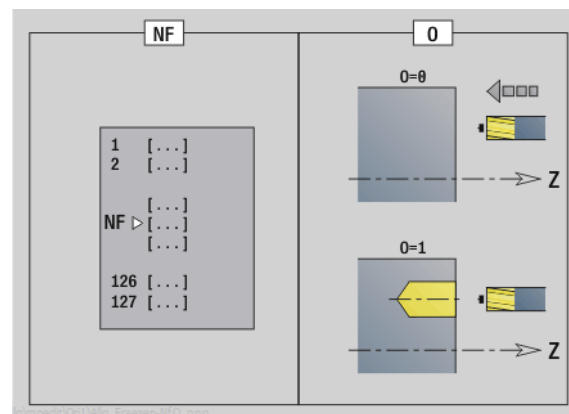 NF
1 [...]
2 [...]
[...]
NF [...]
[...]
126 [...]
127 [...]
O
O=0
Z
O=1
Z